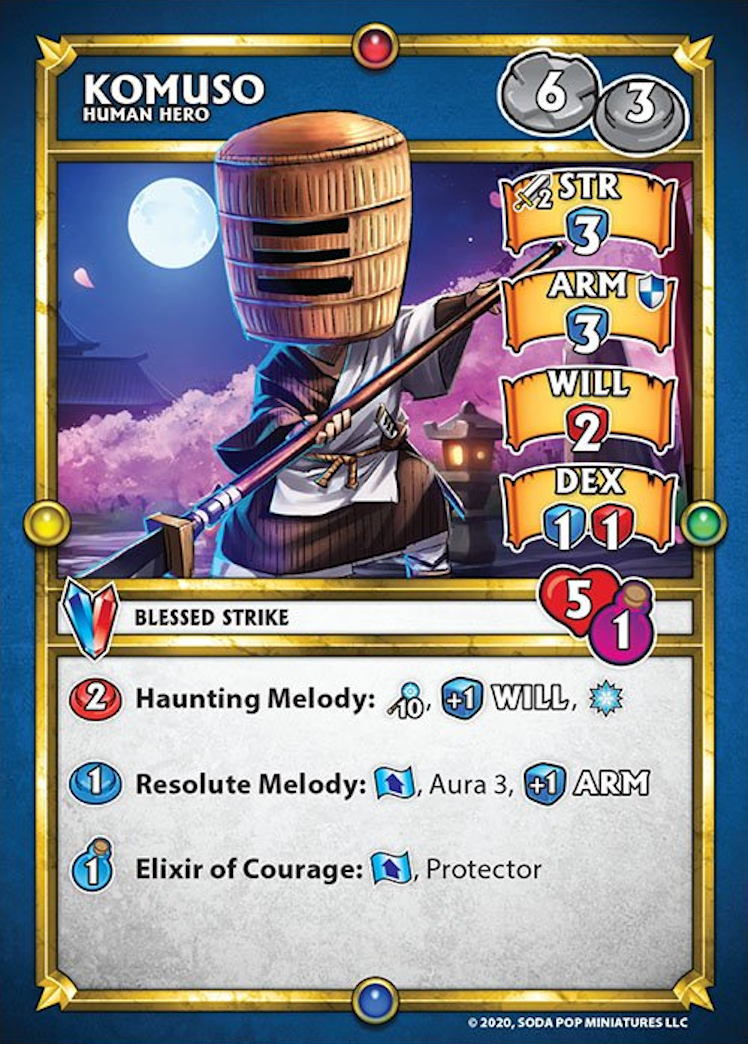 KOMUSO
HUMAN HERO
6 3
2 STR
3
ARM
3
WILL
2
DEX
1 1
BLESSED STRIKE
5 1
2 Haunting Melody: 10, +1 WILL,
1 Resolute Melody: , Aura 3, +1 ARM
1 Elixir of Courage: , Protector
© 2020, SODA POP MINIATURES LLC